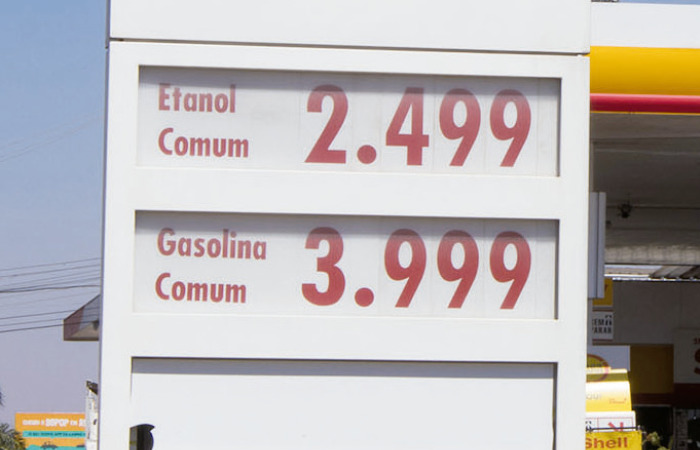 Etanol
Comum
2.499
Gasolina
Comum
3.999
Shell